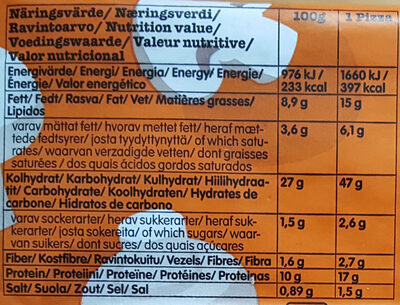 Näringsvärde/ Næringsverdi/
Ravintoarvo/ Nutrition value/
Voedingswaarde/ Valeur nutritive/
Valor nutricional
100g 1 Pizza
Energivärde/ Energi/ Energia/ Energy/ Energie/ 976 kJ / 1660 kJ /
Énergie/ Valor energético 233 kcal 397 kcal
Fett/ Fedt/ Rasva/ Fat/ Vet/ Matières grasses/ 8,9 g 15 g
Lipidos
varav mättat fett/ hvorav mettet fett/ heraf mæt-
tede fedtsyrer/ josta tyydyttynyttä/ of which satu- 3,6 g 6,1 g
rates/ waarvan verzadigde vetten/ dont graisses
saturées/ dos quais ácidos gordos saturados
Kolhydrat/ Karbohydrat/ Kulhydrat/ Hiilihydraa- 27 g 47 g
tit/ Carbohydrate/ Koolhydraten/ Hydrates de
carbone/ Hidratos de carbono
varav sockerarter/ herav sukkerarter/ heraf suk-
kerarter/ josta sokereita/ of which sugars/ waar- 1,5 g 2,6 g
van suikers/ dont sucres/ dos quais açúcares
Fiber/ Kostfibre/ Ravintokuitu/ Vezels/ Fibres/ Fibra 1,6 g 2,7 g
Protein/ Proteiini/ Proteïne/ Protéines/ Proteínas 10 g 17 g
Salt/ Suola/ Zout/ Sel/ Sal 0,89 g 1,5 g